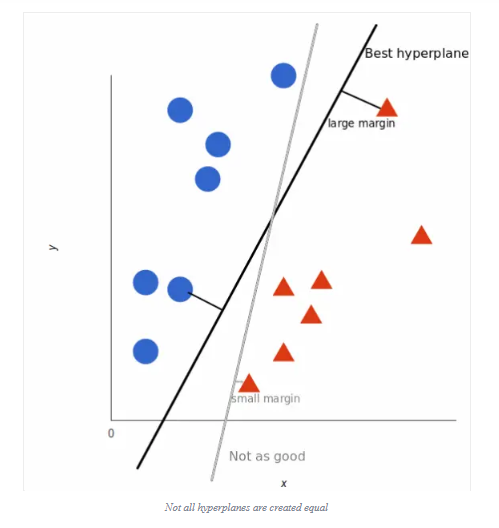 Best hyperplane
large margin
y
small margin
0
Not as good
x
Not all hyperplanes are created equal